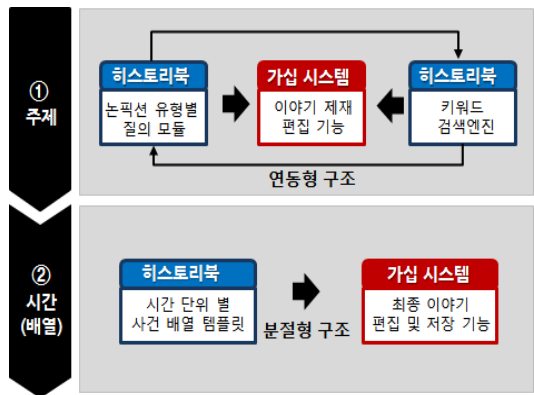 ①
주제
히스토리북
논픽션 유형별
질의 모듈
가십 시스템
이야기 제재
편집 기능
히스토리북
키워드
검색엔진
연동형 구조
②
시간
(배열)
히스토리북
시간 단위 별
사건 배열 템플릿
분절형 구조
가십 시스템
최종 이야기
편집 및 저장 기능